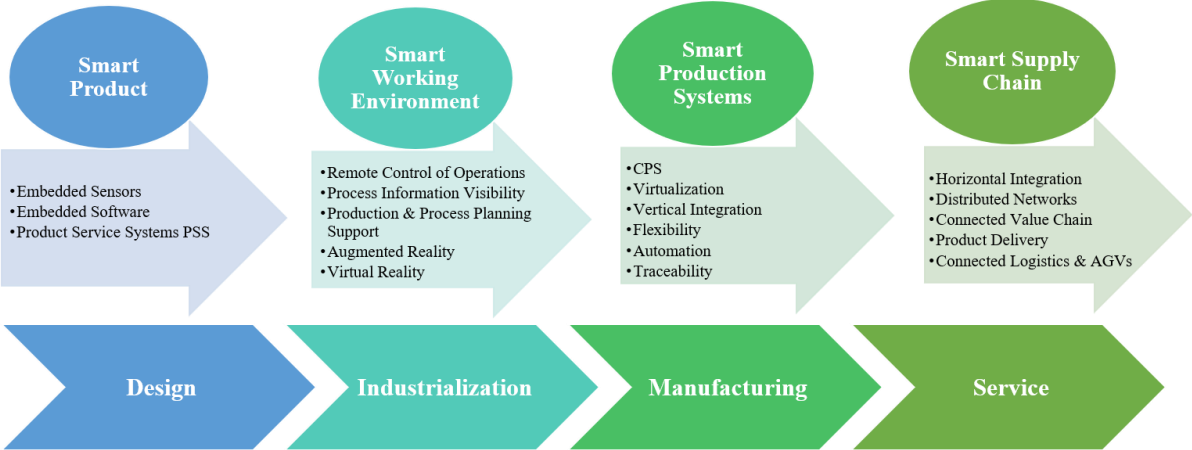 Smart
Product
•Embedded Sensors
•Embedded Software
•Product Service Systems PSS
Smart
Working
Environment
•Remote Control of Operations
•Process Information Visibility
•Production & Process Planning
Support
•Augmented Reality
•Virtual Reality
Smart
Production
Systems
•CPS
•Virtualization
•Vertical Integration
•Flexibility
•Automation
•Traceability
Smart Supply
Chain
•Horizontal Integration
•Distributed Networks
•Connected Value Chain
•Product Delivery
•Connected Logistics & AGVs
Design
Industrialization
Manufacturing
Service